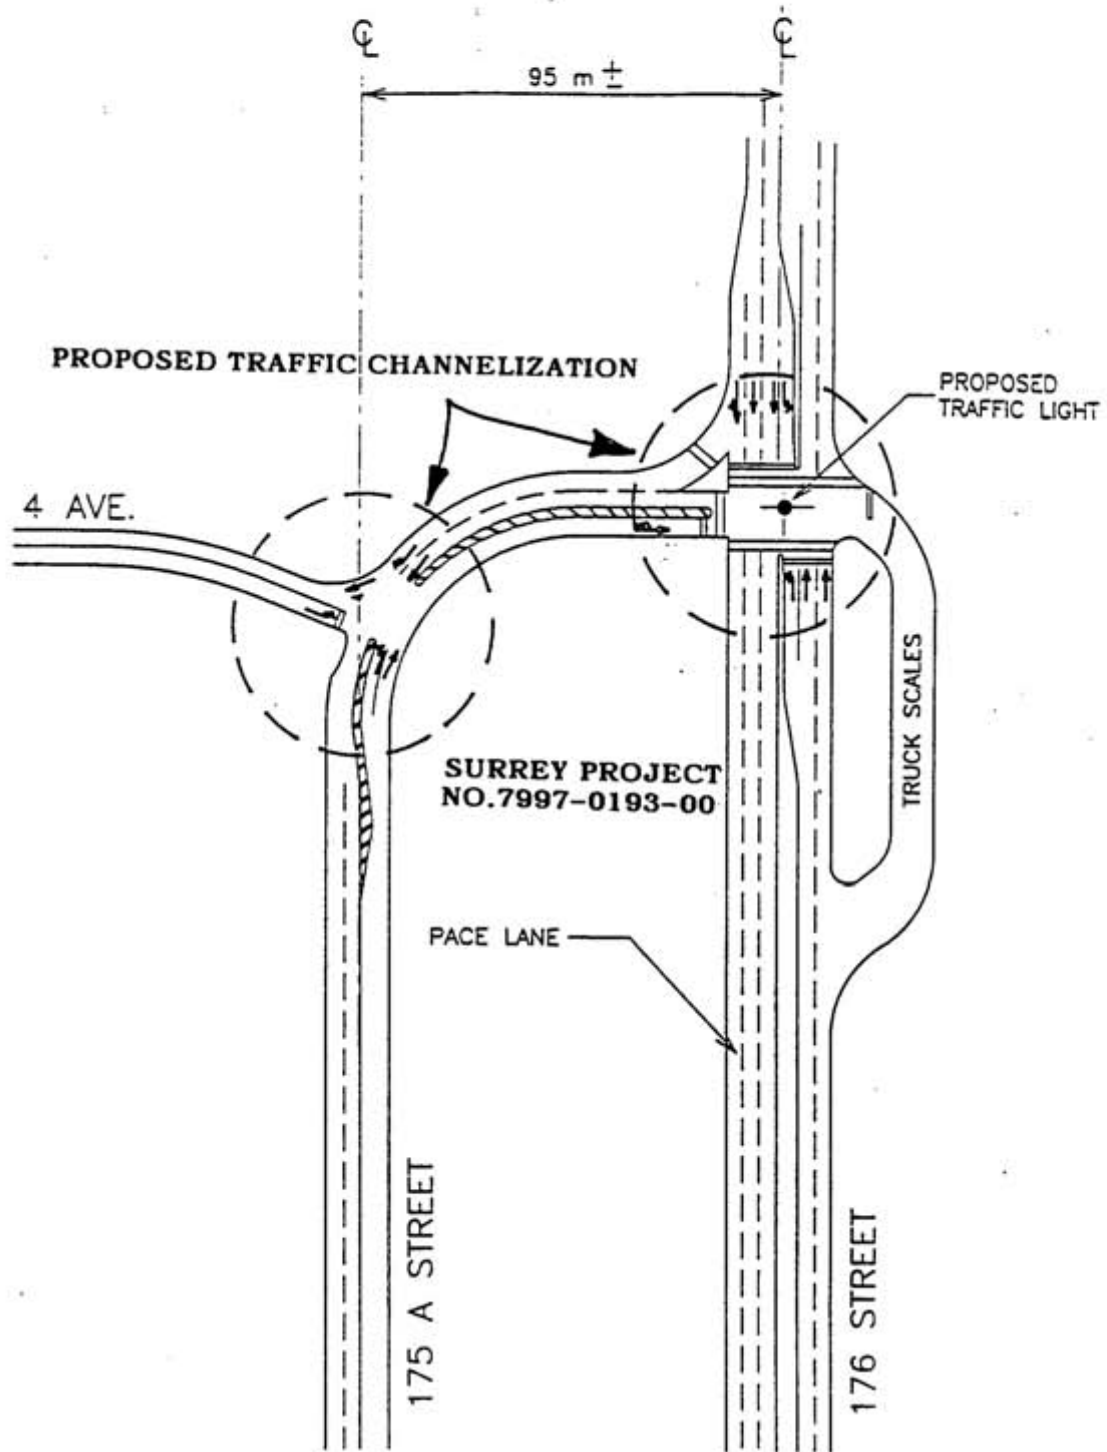 ℄ ℄
95 m ±
PROPOSED TRAFFIC CHANNELIZATION
PROPOSED
TRAFFIC LIGHT
4 AVE.
TRUCK SCALES
SURREY PROJECT
NO.7997-0193-00
PACE LANE
175 A STREET
176 STREET